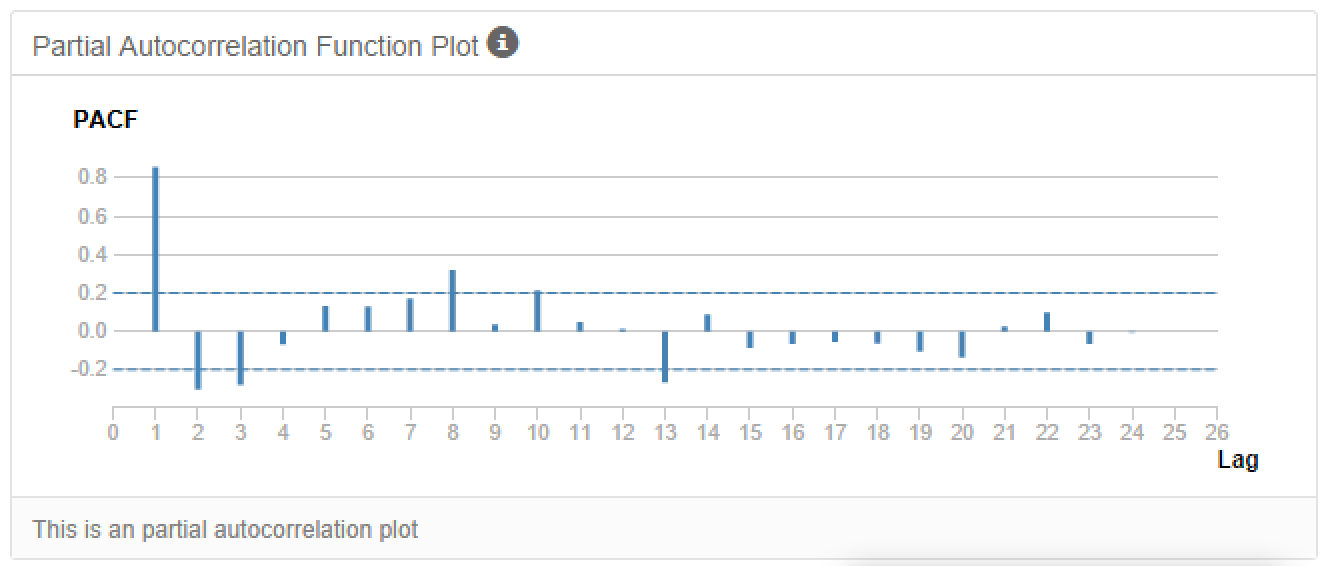 Partial Autocorrelation Function Plot i
PACF
0.8
0.6
0.4
0.2
0.0
-0.2
0 1 2 3 4 5 6 7 8 9 10 11 12 13 14 15 16 17 18 19 20 21 22 23 24 25 26
Lag
This is an partial autocorrelation plot